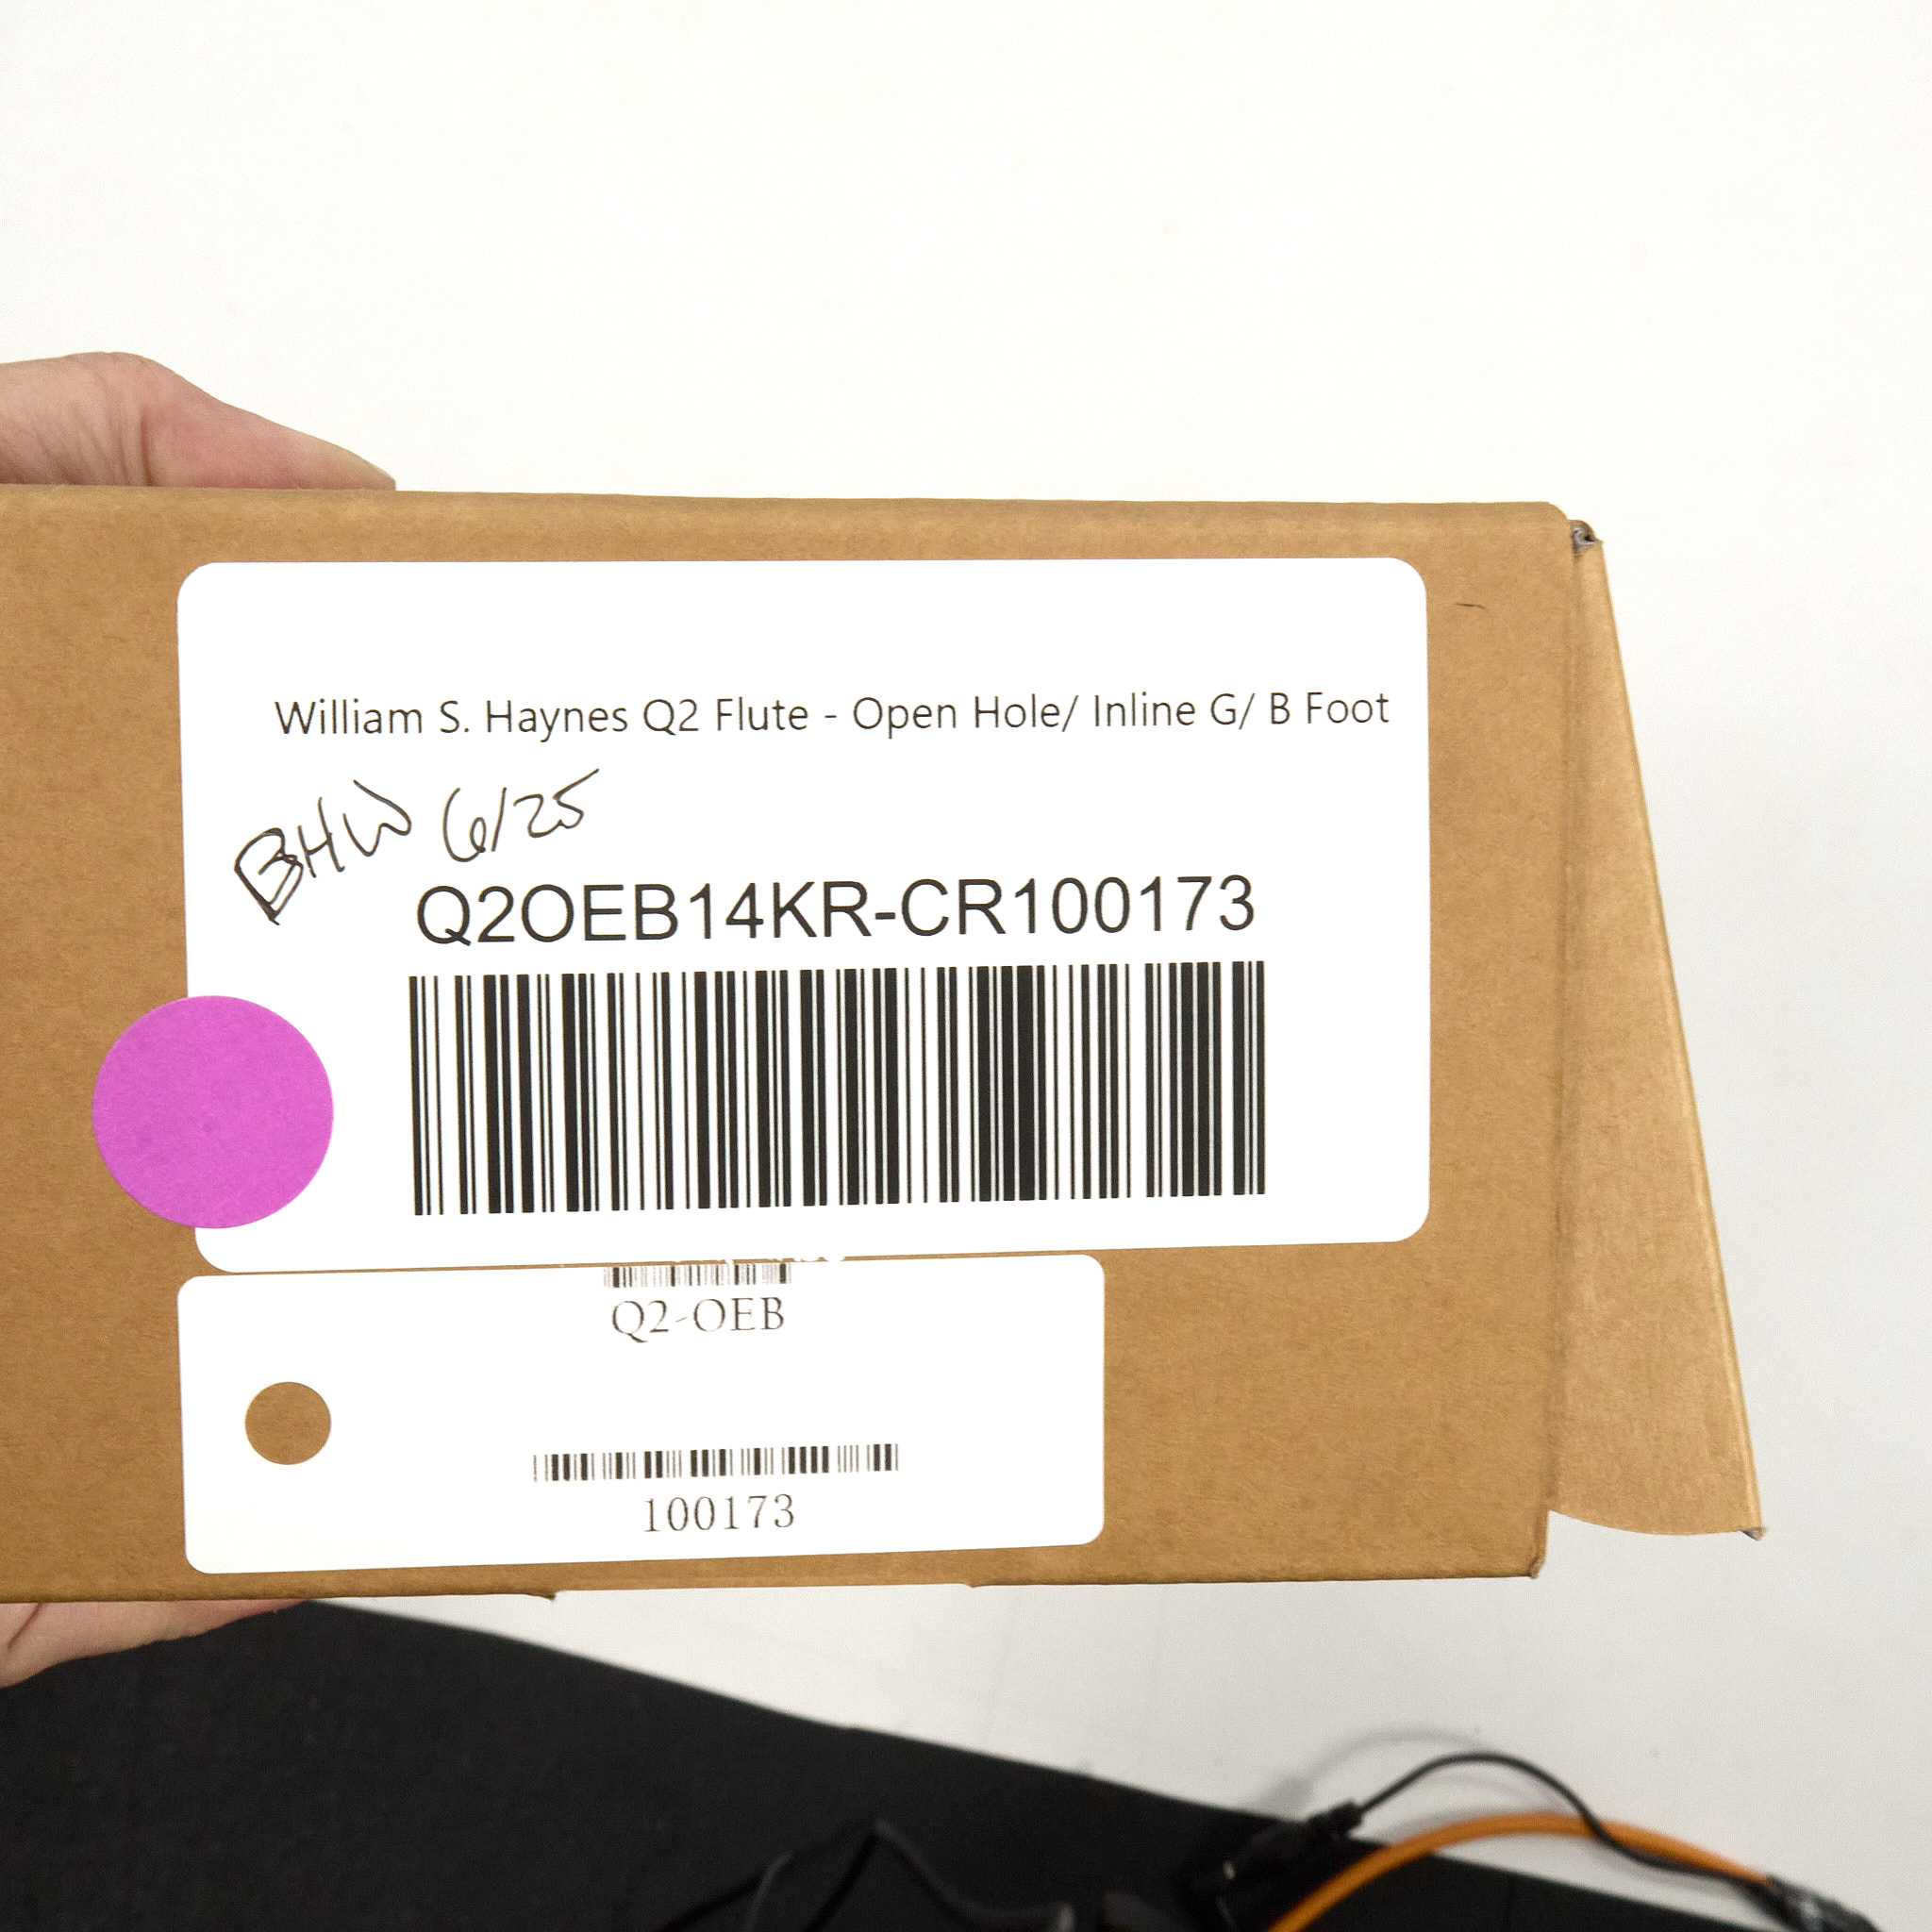 William S. Haynes Q2 Flute - Open Hole/ Inline G/ B Foot
BHW 6/25
Q2OEB14KR-CR100173
Q2-OEB
100173